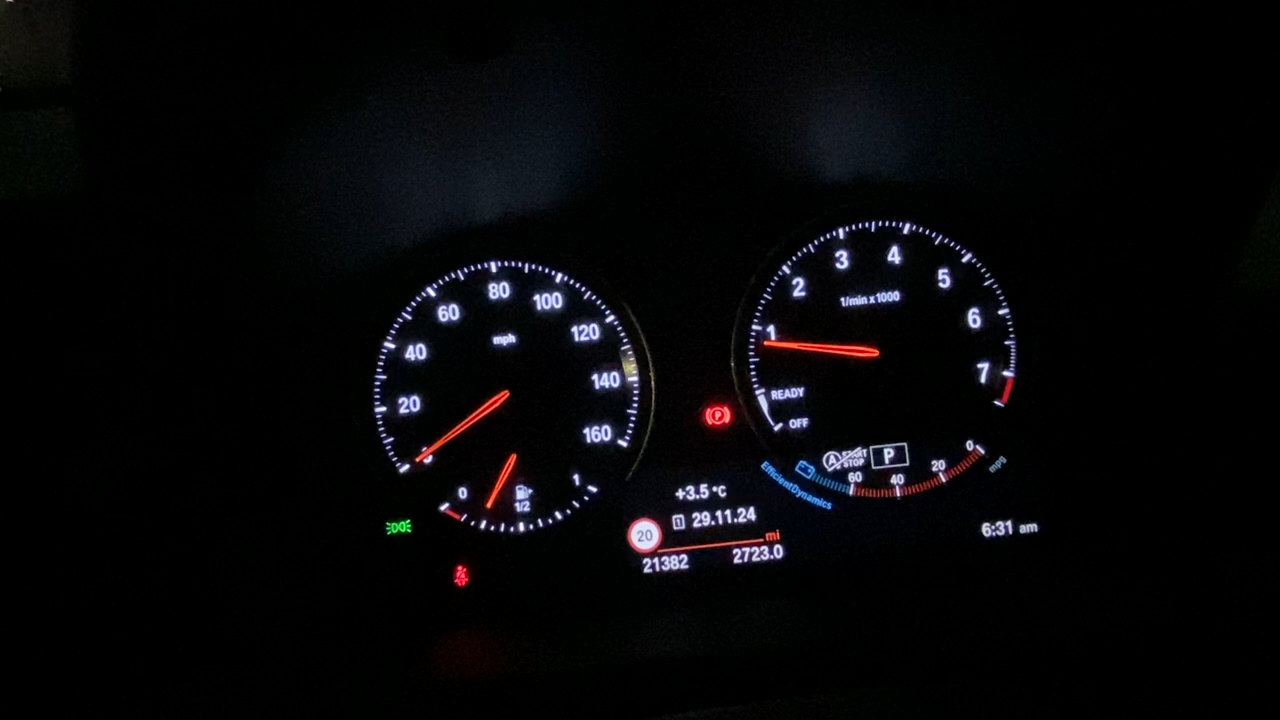 80
60
100
40
mph
120
20
140
160
0
0
1/2
1
3
4
2
5
1/min x 1000
1
6
7
READY
OFF
P
A START
STOP
P
0
20
40
60
mpg
EfficientDynamics
+3.5 °C
1 29.11.24
20
mi
21382 2723.0
6:31 am